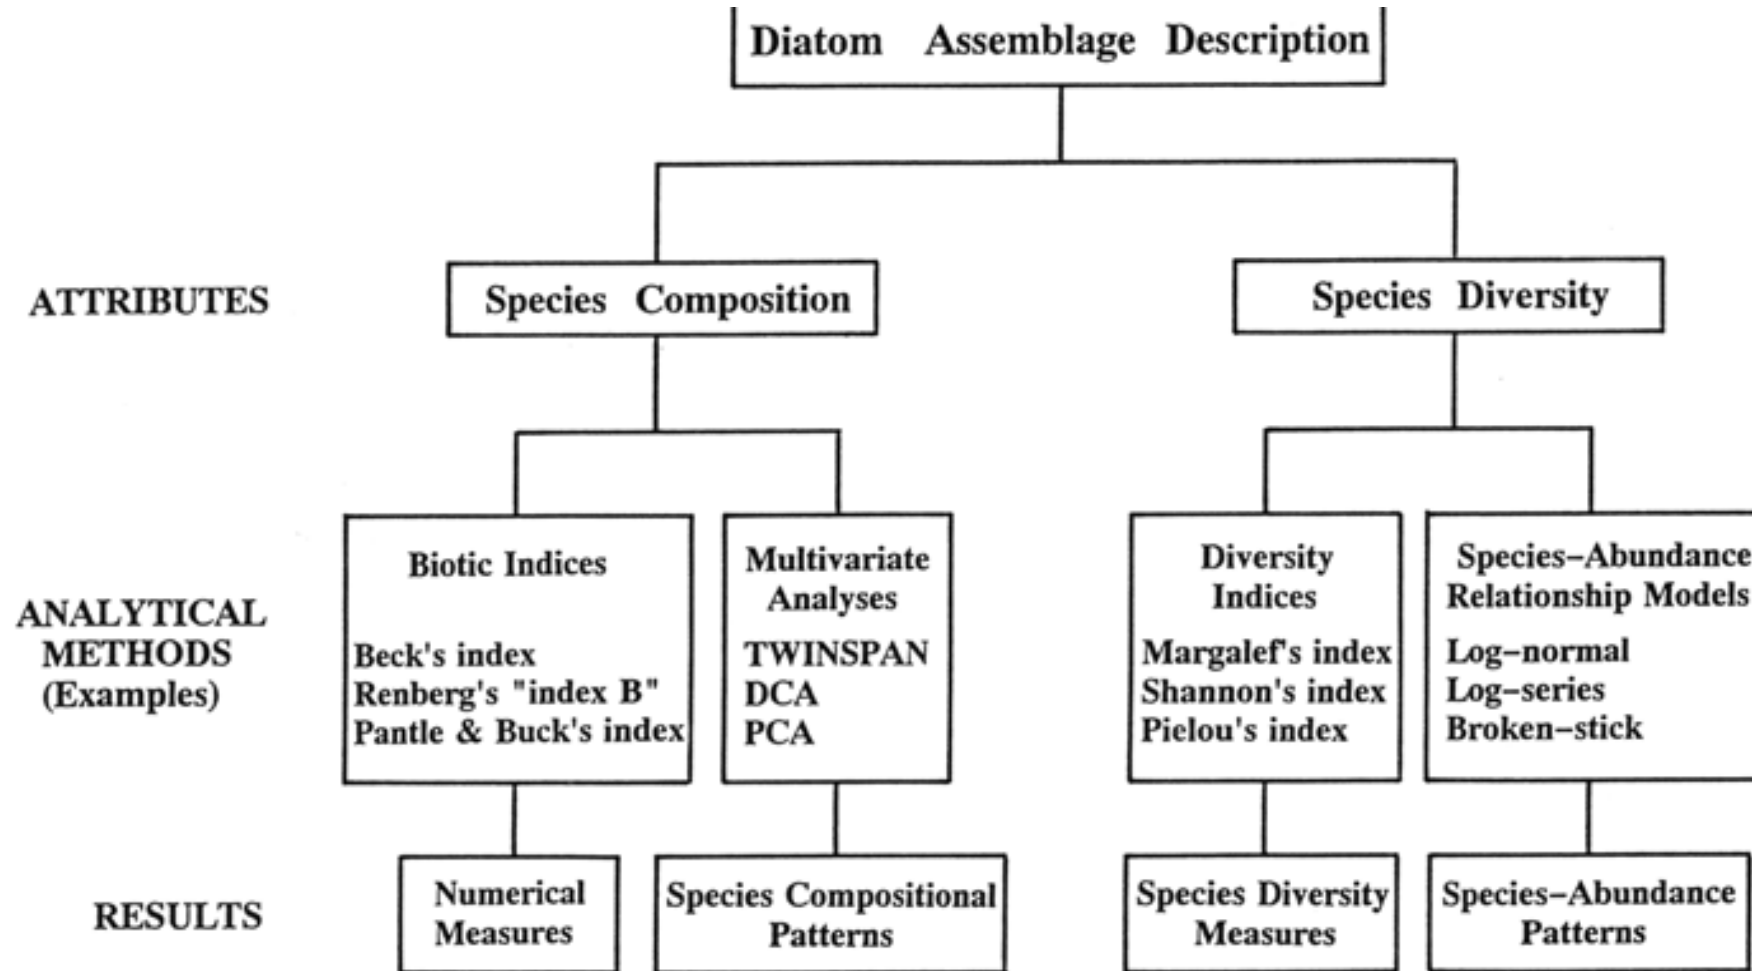 Diatom Assemblage Description
ATTRIBUTES
Species Composition
Species Diversity
ANALYTICAL
METHODS
(Examples)
Biotic Indices
Beck's index
Renberg's "index B"
Pantle & Buck's index
Multivariate
Analyses
TWINSPAN
DCA
PCA
Diversity
Indices
Margalef's index
Shannon's index
Pielou's index
Species-Abundance
Relationship Models
Log-normal
Log-series
Broken-stick
RESULTS
Numerical
Measures
Species Compositional
Patterns
Species Diversity
Measures
Species-Abundance
Patterns